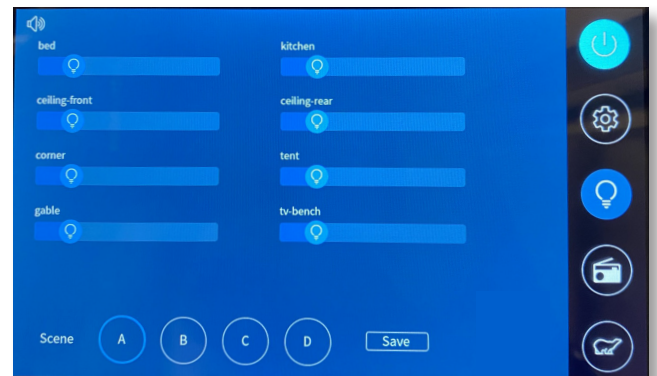 bed
kitchen
ceiling-front
ceiling-rear
corner
tent
gable
tv-bench
Scene A B C D Save